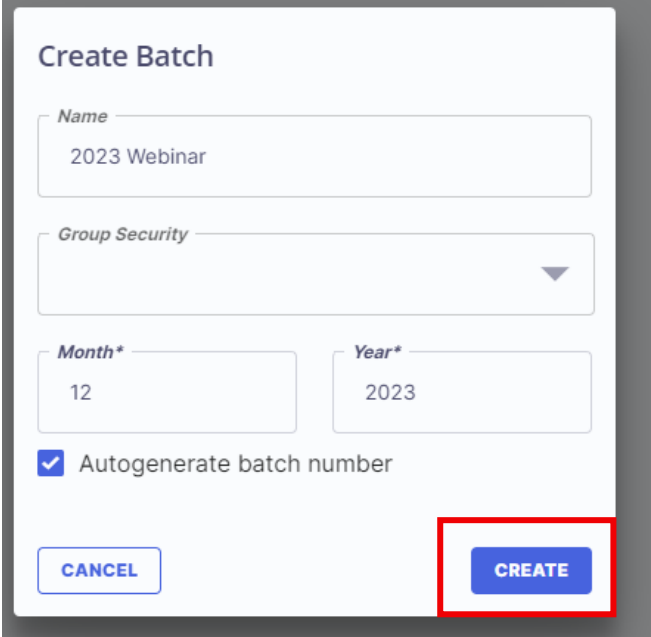 Create Batch
Name
2023 Webinar
Group Security
Month* Year*
12 2023
Autogenerate batch number
CANCEL CREATE